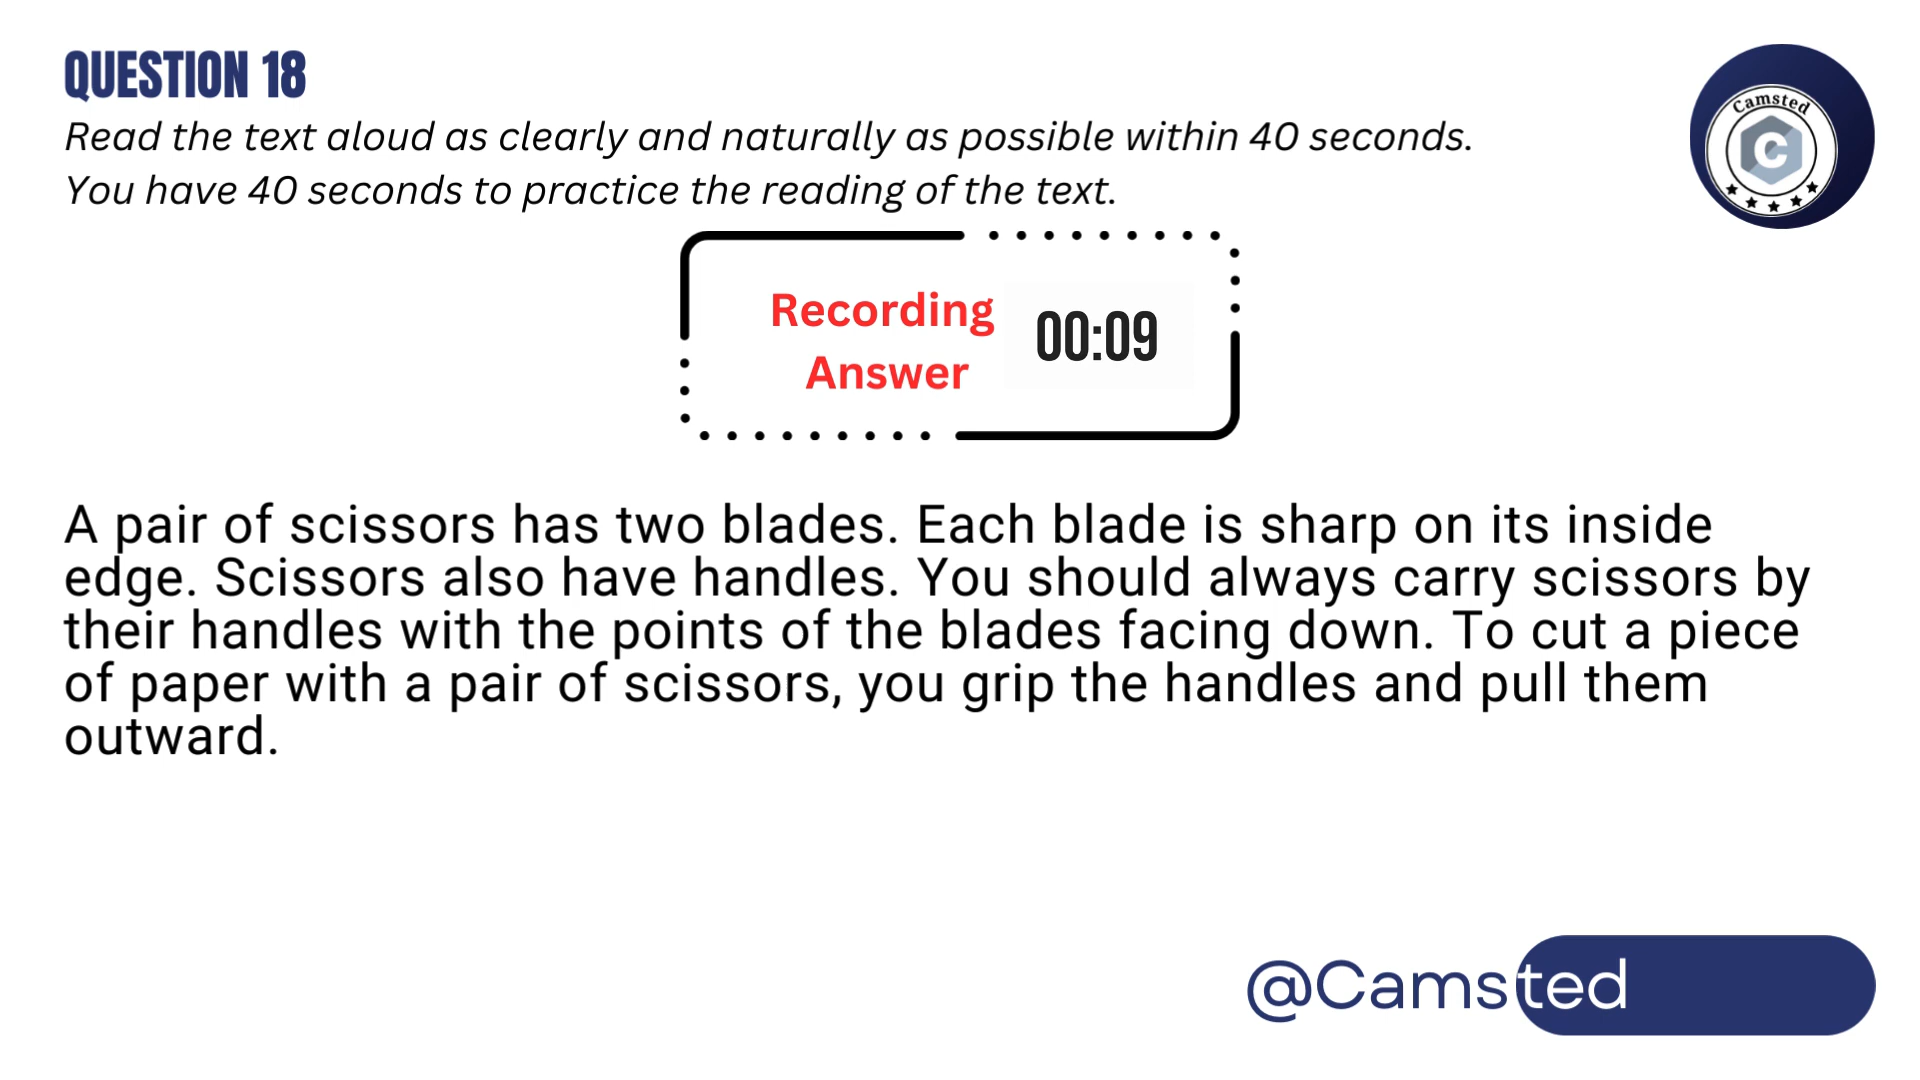 QUESTION 18
Read the text aloud as clearly and naturally as possible within 40 seconds.
You have 40 seconds to practice the reading of the text.
Camsted
C
Recording
Answer
00:09
A pair of scissors has two blades. Each blade is sharp on its inside
edge. Scissors also have handles. You should always carry scissors by
their handles with the points of the blades facing down. To cut a piece
of paper with a pair of scissors, you grip the handles and pull them
outward.
@Camsted